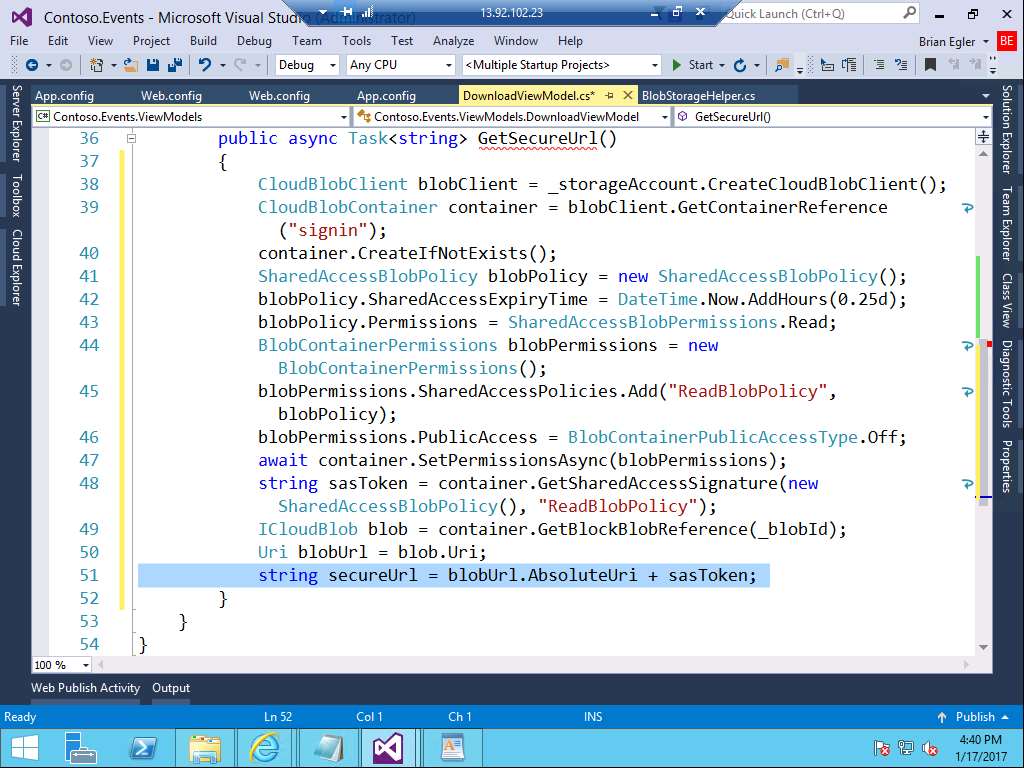 Contoso.Events - Microsoft Visual Studio (Administrator)
13.92.102.23
Quick Launch (Ctrl+Q)
File Edit View Project Build Debug Team Tools Test Analyze Window Help
Brian Egler BE
Debug Any CPU <Multiple Startup Projects> Start
Server Explorer
Toolbox
Cloud Explorer
App.config Web.config Web.config App.config DownloadViewModel.cs* BlobStorageHelper.cs
C# Contoso.Events.ViewModels Contoso.Events.ViewModels.DownloadViewModel GetSecureUrl()
36 public async Task<string> GetSecureUrl()
37 {
38 CloudBlobClient blobClient = _storageAccount.CreateCloudBlobClient();
39 CloudBlobContainer container = blobClient.GetContainerReference
("signin");
40 container.CreateIfNotExists();
41 SharedAccessBlobPolicy blobPolicy = new SharedAccessBlobPolicy();
42 blobPolicy.SharedAccessExpiryTime = DateTime.Now.AddHours(0.25d);
43 blobPolicy.Permissions = SharedAccessBlobPermissions.Read;
44 BlobContainerPermissions blobPermissions = new
BlobContainerPermissions();
45 blobPermissions.SharedAccessPolicies.Add("ReadBlobPolicy",
blobPolicy);
46 blobPermissions.PublicAccess = BlobContainerPublicAccessType.Off;
47 await container.SetPermissionsAsync(blobPermissions);
48 string sasToken = container.GetSharedAccessSignature(new
SharedAccessBlobPolicy(), "ReadBlobPolicy");
49 ICloudBlob blob = container.GetBlockBlobReference(_blobId);
50 Uri blobUrl = blob.Uri;
51 string secureUrl = blobUrl.AbsoluteUri + sasToken;
52 }
53 }
54 }
Solution Explorer
Team Explorer
Class View
Diagnostic Tools
Properties
100 %
Web Publish Activity Output
Ready Ln 52 Col 1 Ch 1 INS Publish
4:40 PM
1/17/2017